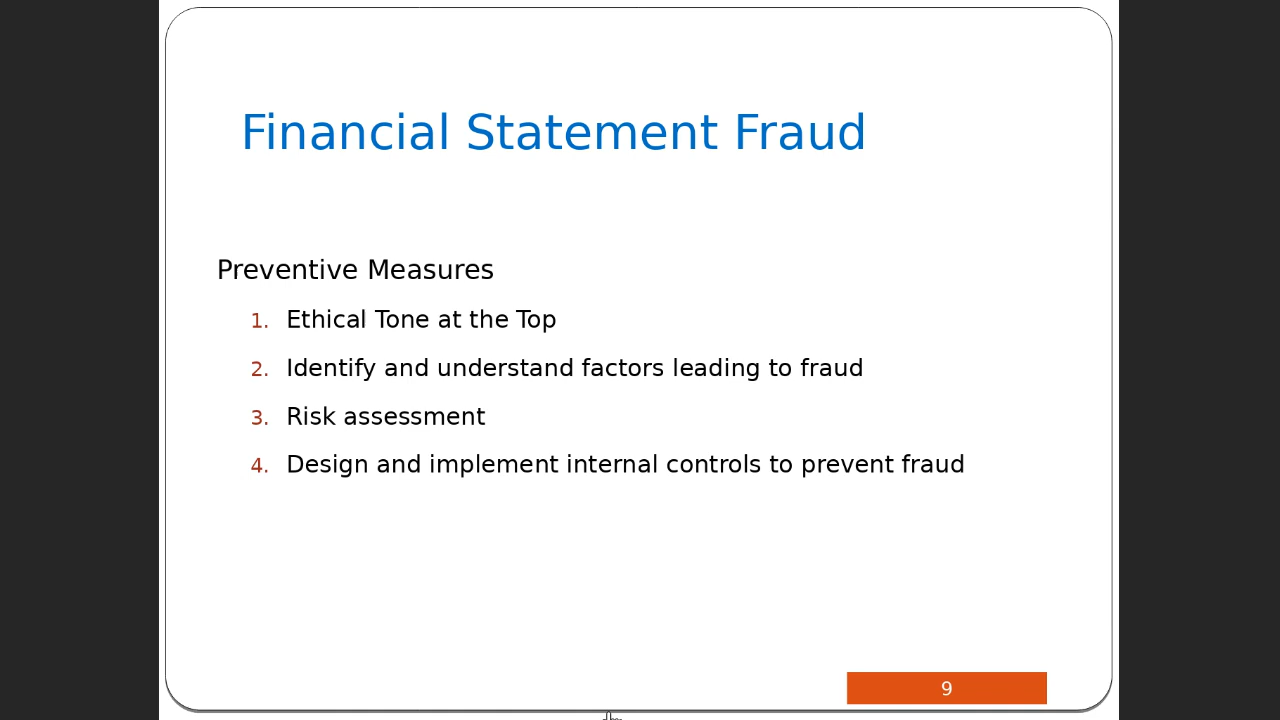 Financial Statement Fraud
Preventive Measures
1. Ethical Tone at the Top
2. Identify and understand factors leading to fraud
3. Risk assessment
4. Design and implement internal controls to prevent fraud
9